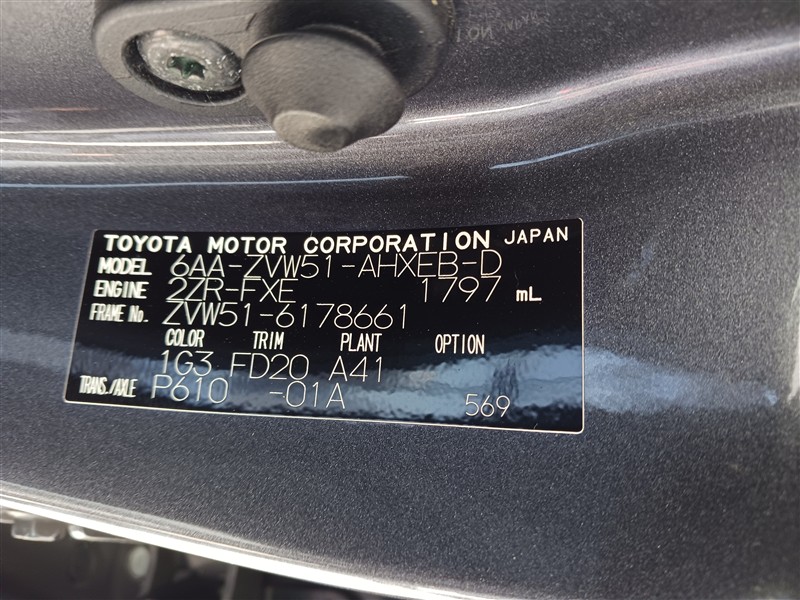 TOYOTA MOTOR CORPORATION JAPAN
MODEL 6AA-ZVW51-AHXEB-D
ENGINE 2ZR-FXE 1797 mL
FRAME No. ZVW51-6178661
COLOR TRIM PLANT OPTION
1G3 FD20 A41
TRANS./AXLE P610 -01A 569